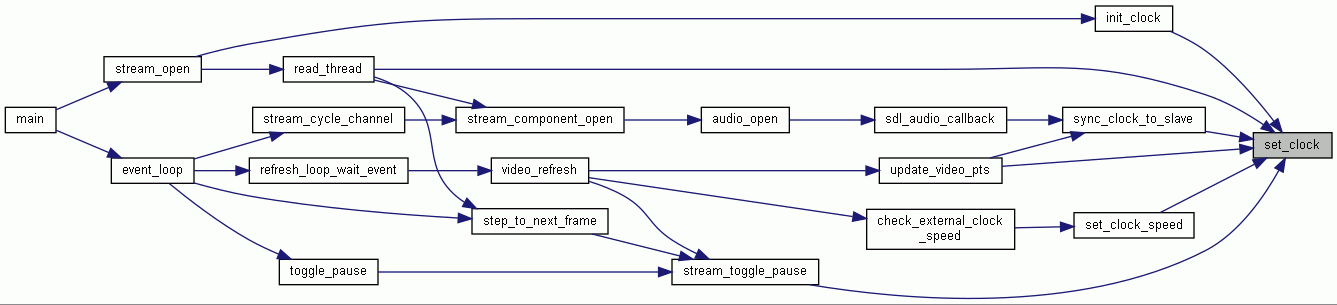 init_clock
stream_open
read_thread
main
stream_cycle_channel
stream_component_open
audio_open
sdl_audio_callback
sync_clock_to_slave
set_clock
event_loop
refresh_loop_wait_event
video_refresh
update_video_pts
step_to_next_frame
check_external_clock
_speed
set_clock_speed
toggle_pause
stream_toggle_pause